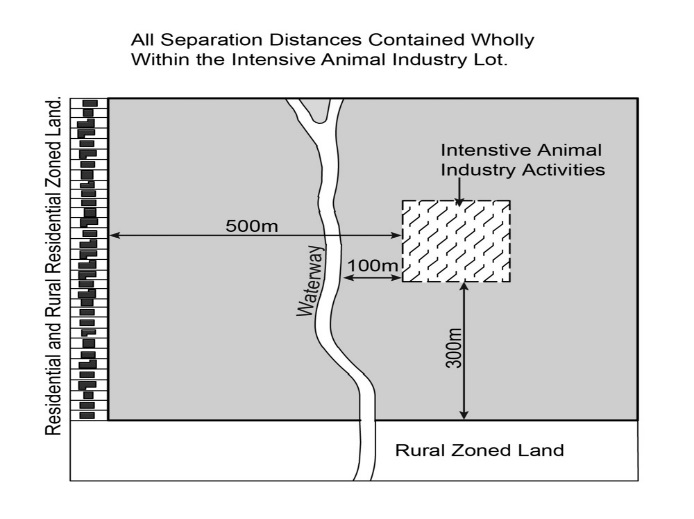 All Separation Distances Contained Wholly
Within the Intensive Animal Industry Lot.
Residential and Rural Residential Zoned Land.
Intenstive Animal
Industry Activities
500m
100m
Waterway
300m
Rural Zoned Land